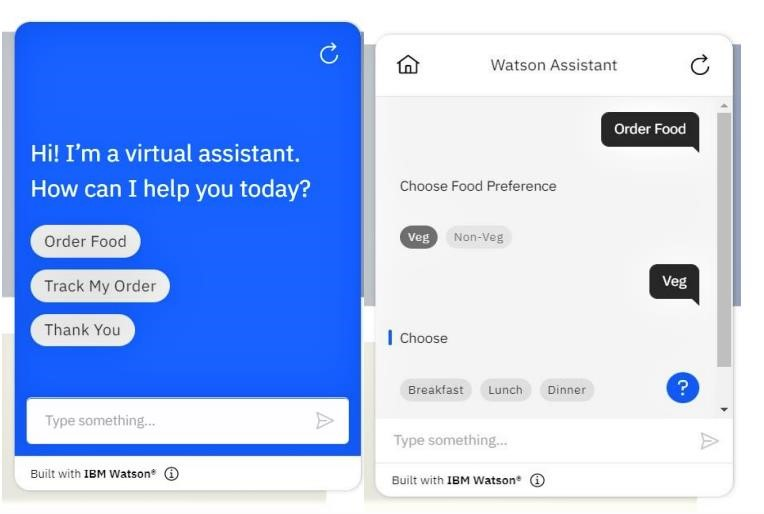 Hi! I'm a virtual assistant.
How can I help you today?
Order Food
Track My Order
Thank You
Type something...
Built with IBM Watson®
Watson Assistant
Order Food
Choose Food Preference
Veg Non-Veg
Veg
Choose
Breakfast Lunch Dinner
?
Type something...
Built with IBM Watson®